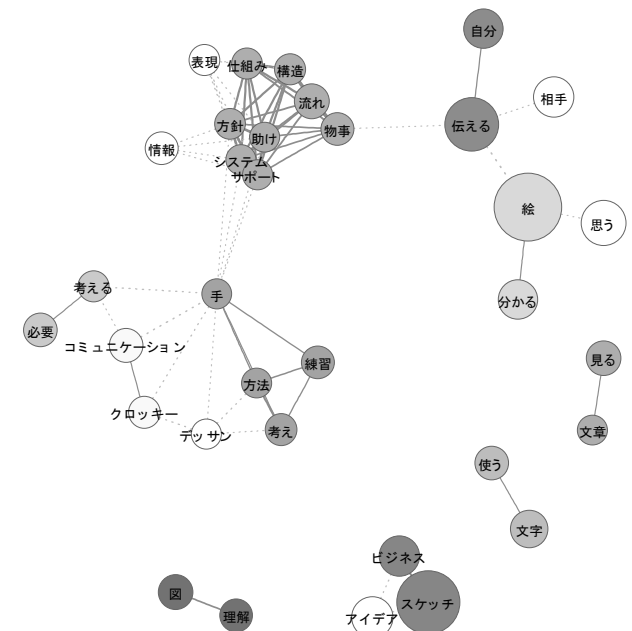 自分
表現
仕組み
構造
相手
流れ
方針
物事
伝える
助け
情報
システム
サポート
絵
思う
考える
手
分かる
必要
コミュニケーション
見る
練習
方法
クロッキー
デッサン
考え
文章
使う
文字
ビジネス
図
スケッチ
理解
アイデア